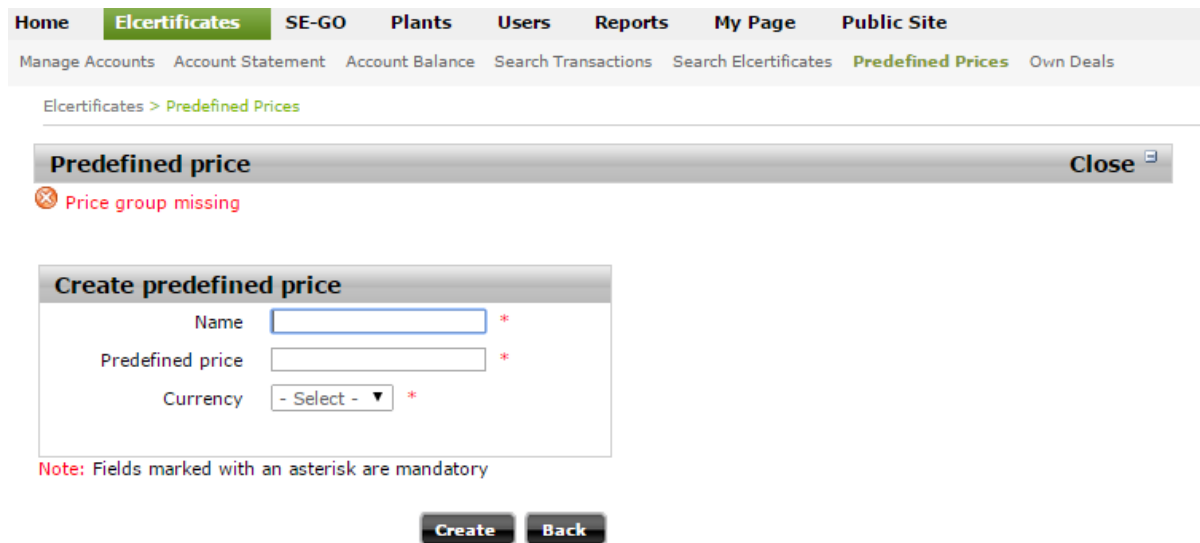 Home Elcertificates SE-GO Plants Users Reports My Page Public Site
Manage Accounts Account Statement Account Balance Search Transactions Search Elcertificates Predefined Prices Own Deals
Elcertificates > Predefined Prices
Predefined price Close
Price group missing
Create predefined price
Name *
Predefined price *
Currency - Select - *
Note: Fields marked with an asterisk are mandatory
Create Back